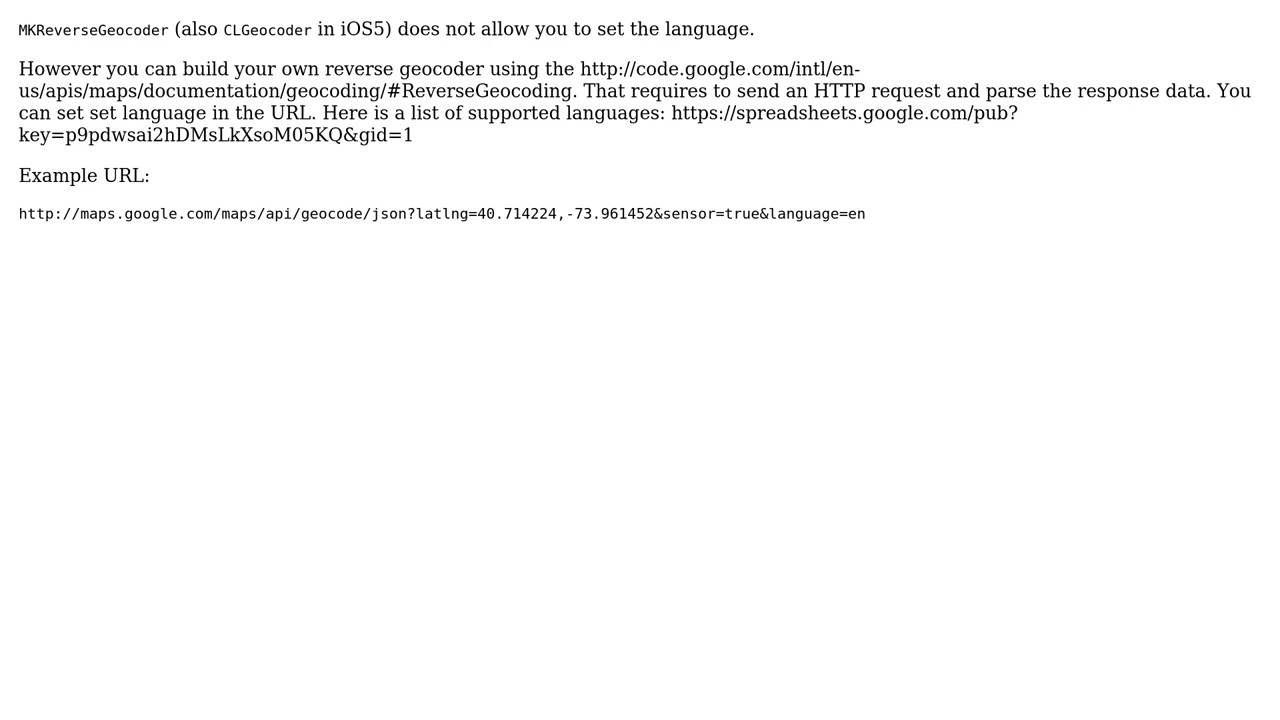 MKReverseGeocoder (also CLGeocoder in iOS5) does not allow you to set the language.
However you can build your own reverse geocoder using the http://code.google.com/intl/en-
us/apis/maps/documentation/geocoding/#ReverseGeocoding. That requires to send an HTTP request and parse the response data. You
can set set language in the URL. Here is a list of supported languages: https://spreadsheets.google.com/pub?
key=p9pdwsai2hDMsLkXsoM05KQ&gid=1
Example URL:
http://maps.google.com/maps/api/geocode/json?latlng=40.714224,-73.961452&sensor=true&language=en